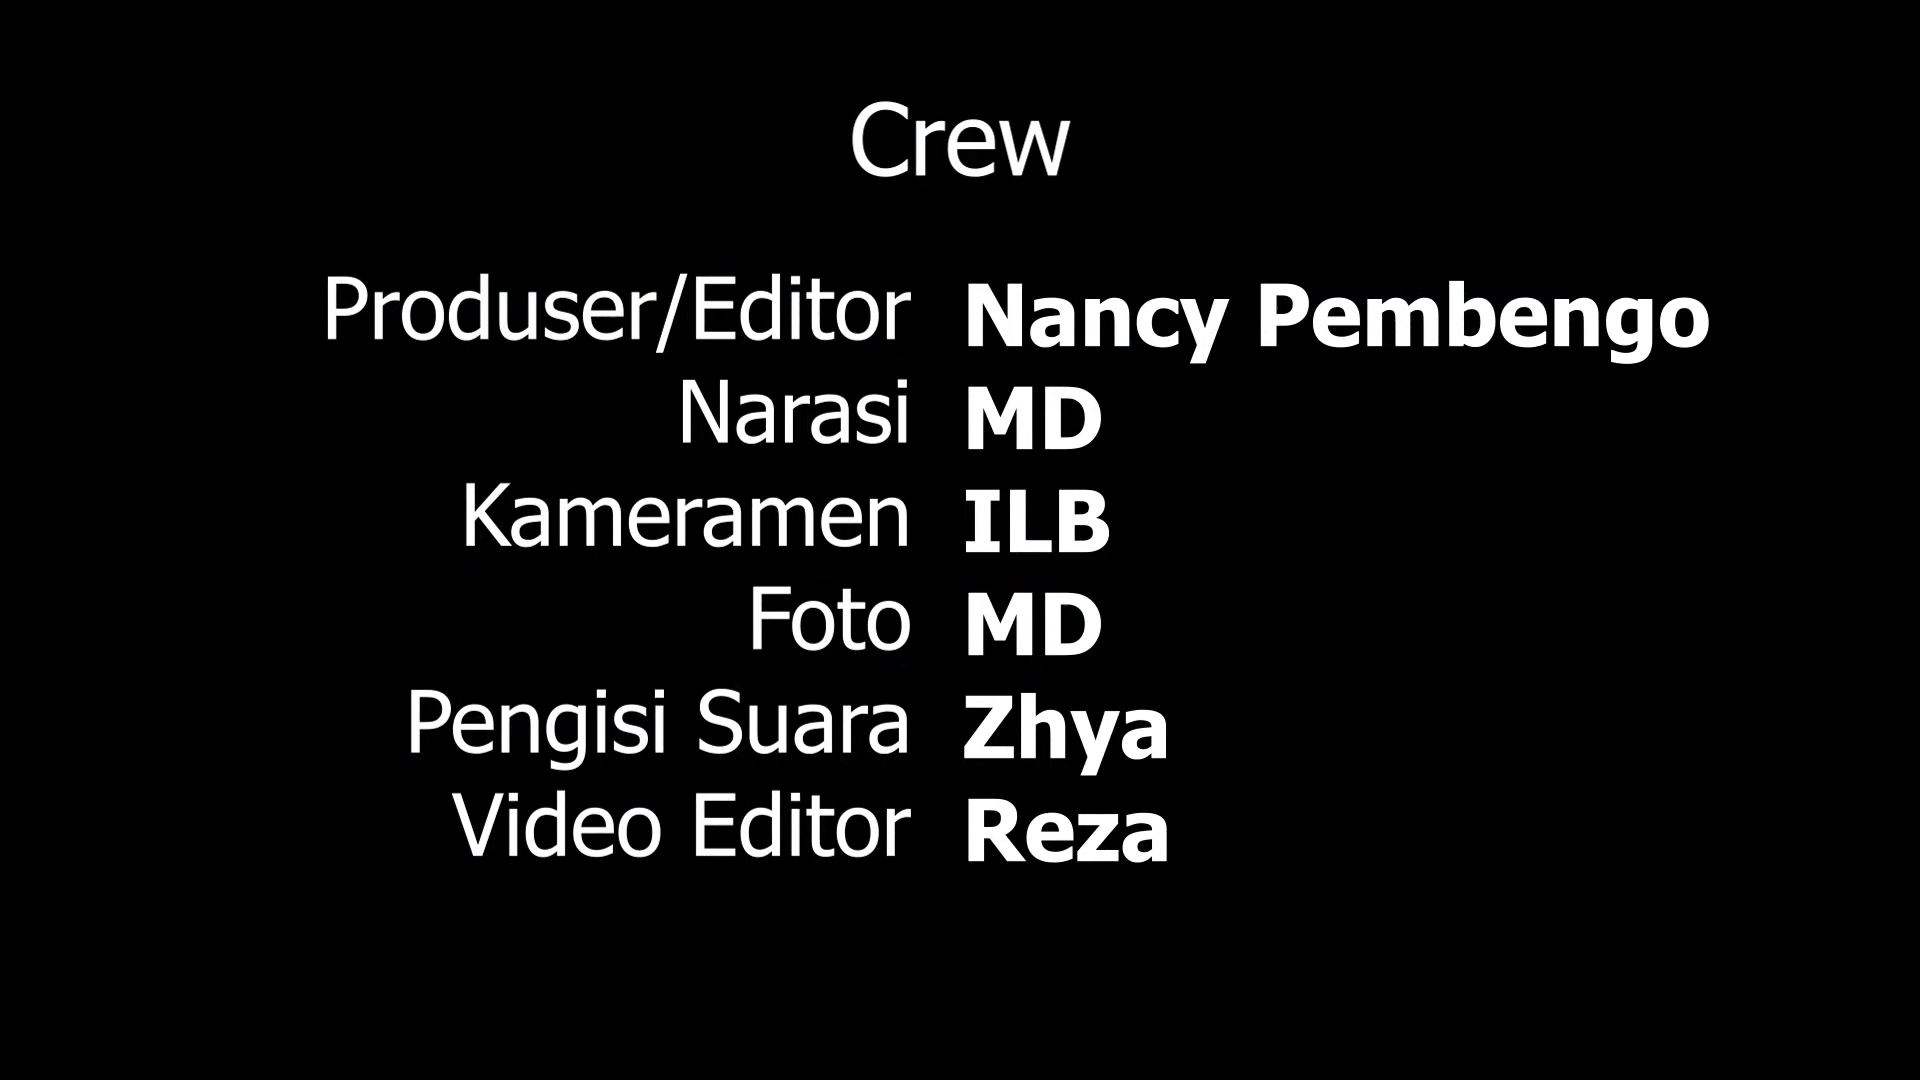 Crew
Produser/Editor Nancy Pembengo
Narasi MD
Kameramen ILB
Foto MD
Pengisi Suara Zhya
Video Editor Reza